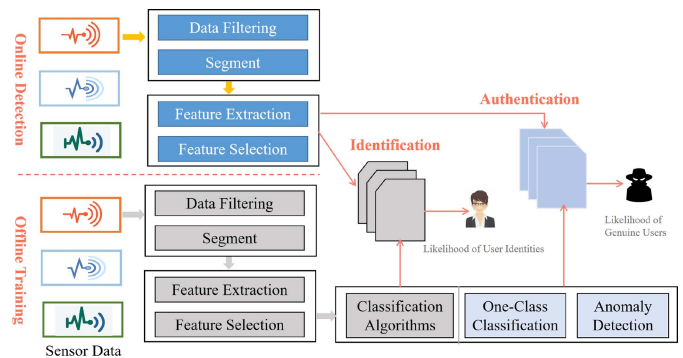 Online Detection
Data Filtering
Segment
Feature Extraction
Feature Selection
Authentication
Identification
Likelihood of User Identities
Likelihood of
Genuine Users
Offline Training
Data Filtering
Segment
Feature Extraction
Feature Selection
Classification
Algorithms
One-Class
Classification
Anomaly
Detection
Sensor Data